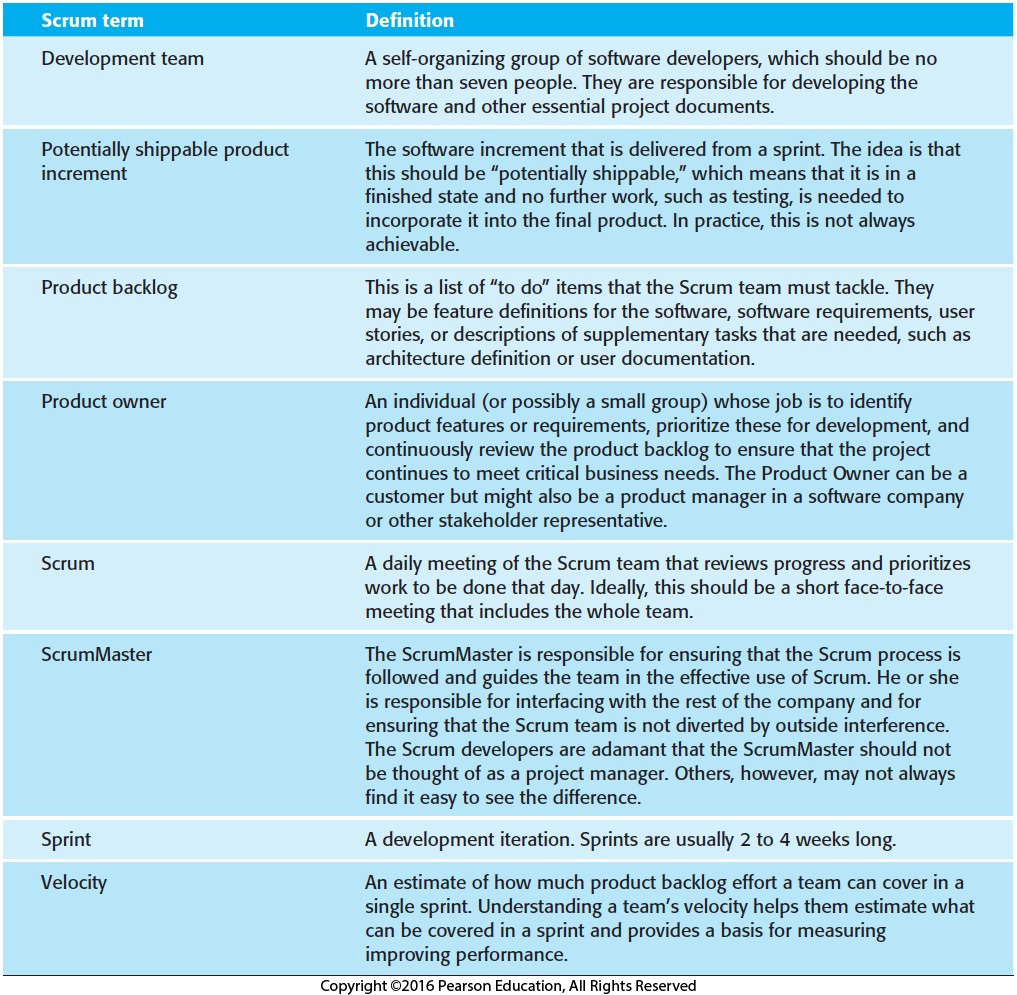 Scrum term Definition
Development team A self-organizing group of software developers, which should be no
more than seven people. They are responsible for developing the
software and other essential project documents.
Potentially shippable product The software increment that is delivered from a sprint. The idea is that
increment this should be “potentially shippable,” which means that it is in a
finished state and no further work, such as testing, is needed to
incorporate it into the final product. In practice, this is not always
achievable.
Product backlog This is a list of “to do” items that the Scrum team must tackle. They
may be feature definitions for the software, software requirements, user
stories, or descriptions of supplementary tasks that are needed, such as
architecture definition or user documentation.
Product owner An individual (or possibly a small group) whose job is to identify
product features or requirements, prioritize these for development, and
continuously review the product backlog to ensure that the project
continues to meet critical business needs. The Product Owner can be a
customer but might also be a product manager in a software company
or other stakeholder representative.
Scrum A daily meeting of the Scrum team that reviews progress and prioritizes
work to be done that day. Ideally, this should be a short face-to-face
meeting that includes the whole team.
ScrumMaster The ScrumMaster is responsible for ensuring that the Scrum process is
followed and guides the team in the effective use of Scrum. He or she
is responsible for interfacing with the rest of the company and for
ensuring that the Scrum team is not diverted by outside interference.
The Scrum developers are adamant that the ScrumMaster should not
be thought of as a project manager. Others, however, may not always
find it easy to see the difference.
Sprint A development iteration. Sprints are usually 2 to 4 weeks long.
Velocity An estimate of how much product backlog effort a team can cover in a
single sprint. Understanding a team’s velocity helps them estimate what
can be covered in a sprint and provides a basis for measuring
improving performance.
Copyright ©2016 Pearson Education, All Rights Reserved